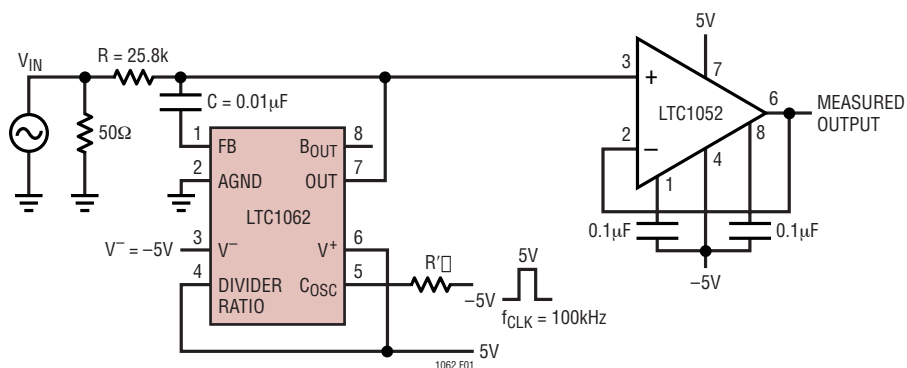 5V
V_IN
R = 25.8k
3
+
7
C = 0.01µF
LTC1052
6
MEASURED
OUTPUT
50Ω
1
FB
B_OUT
8
2
–
8
4
1
2
AGND
OUT
7
LTC1062
0.1µF
0.1µF
V– = –5V
3
V–
V+
6
–5V
4
DIVIDER
RATIO
C_OSC
5
R'
–5V
5V
f_CLK = 100kHz
5V
1062 F01